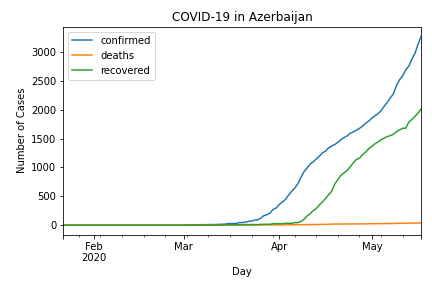 COVID-19 in Azerbaijan
confirmed
deaths
recovered
Number of Cases
3000
2500
2000
1500
1000
500
0
Feb
2020
Mar
Apr
May
Day